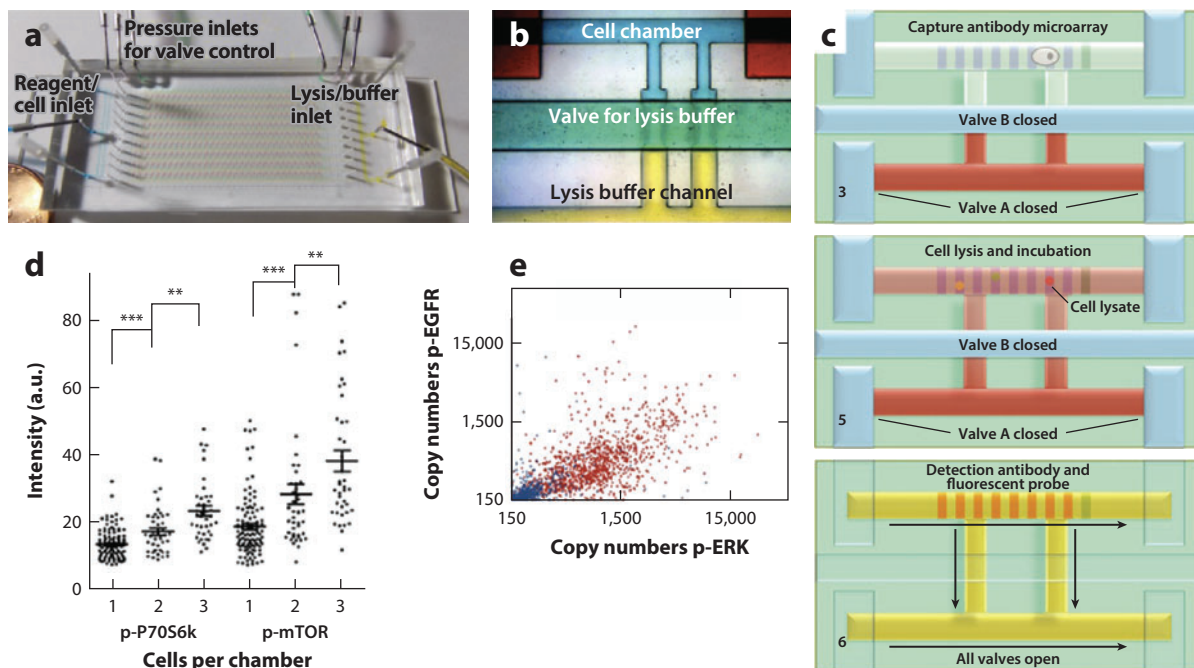 a
Pressure inlets
for valve control
Reagent/
cell inlet
Lysis/buffer
inlet
b
Cell chamber
Valve for lysis buffer
Lysis buffer channel
c
Capture antibody microarray
Valve B closed
3
Valve A closed
Cell lysis and incubation
Cell lysate
Valve B closed
5
Valve A closed
Detection antibody and
fluorescent probe
6
All valves open
d
Intensity (a.u.)
80
60
40
20
0
***
**
***
**
1 2 3 1 2 3
p-P70S6k p-mTOR
Cells per chamber
e
Copy numbers p-EGFR
15,000
1,500
150
150 1,500 15,000
Copy numbers p-ERK